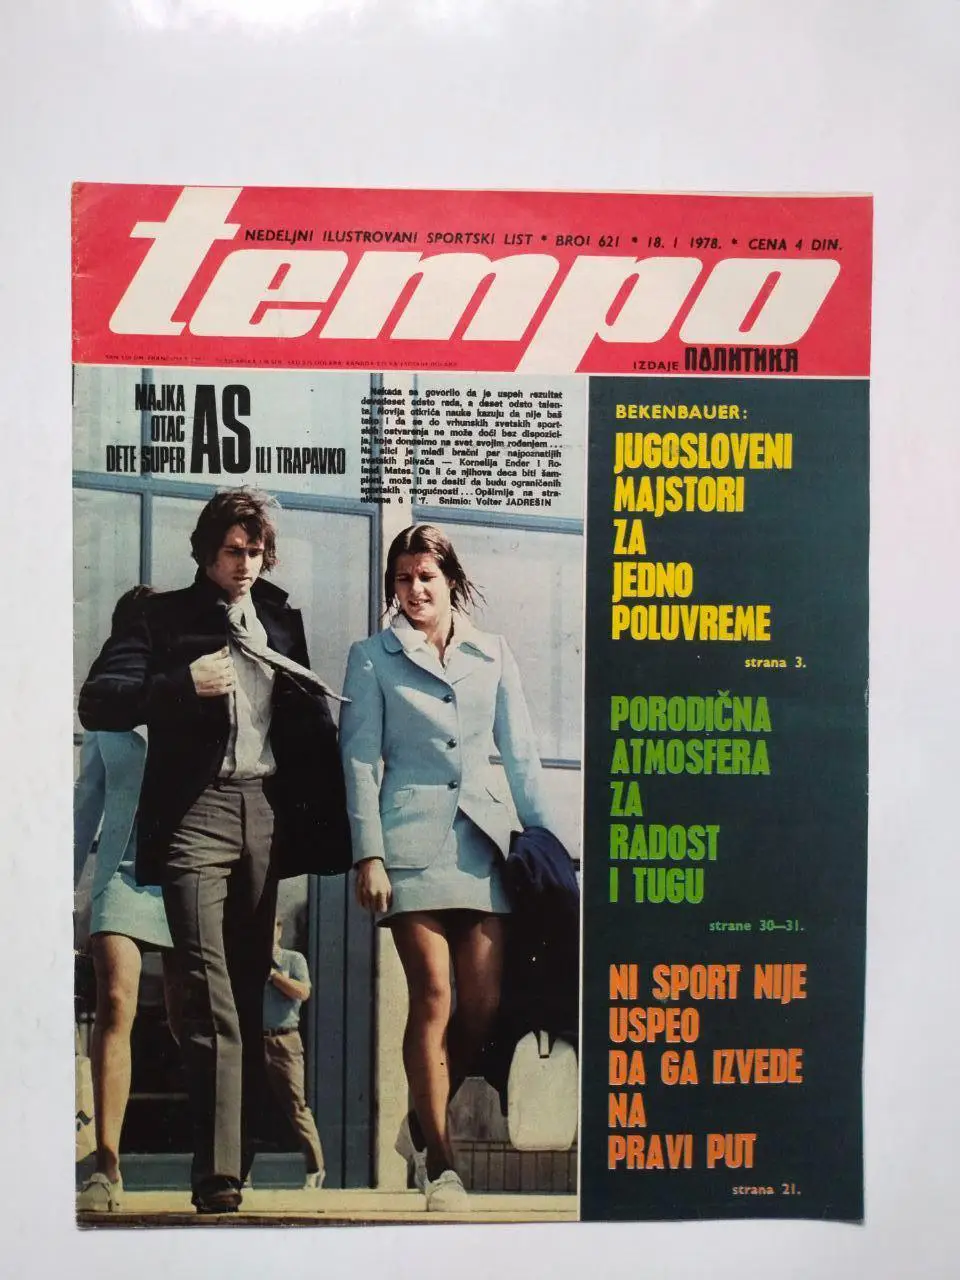 NEDELJNI ILUSTROVANI SPORTSKI LIST * BROJ 621 * 18. I 1978. * CENA 4 DIN.
tempo
IZDAJE ПОЛИТИКА
MAJKA
OTAC AS
DETE SUPER ILI TRAPAVKO
Nekada se govorilo da je uspeh rezultat
devedeset odsto rada, a deset odsto talen-
ta. Novija otkrića nauke kazuju da nije baš
tako i da se do vrhunskih svetskih sport-
skih ostvarenja ne može doći bez dispozici-
ja, koje donosimo na svet svojim rođenjem...
Na slici je mladi bračni par najpoznatijih
svetskih plivača — Kornelija Ender i Ro-
land Mates. Da li će njihova deca biti šam-
pioni, može li se desiti da budu ograničenih
sportskih mogućnosti... Opširnije na stra-
nicama 6 i 7. Snimio: Volter JADREŠIN
BEKENBAUER:
JUGOSLOVENI
MAJSTORI
ZA
JEDNO
POLUVREME
strana 3.
PORODIČNA
ATMOSFERA
ZA
RADOST
I TUGU
strane 30—31.
NI SPORT NIJE
USPEO
DA GA IZVEDE
NA
PRAVI PUT
strana 21.